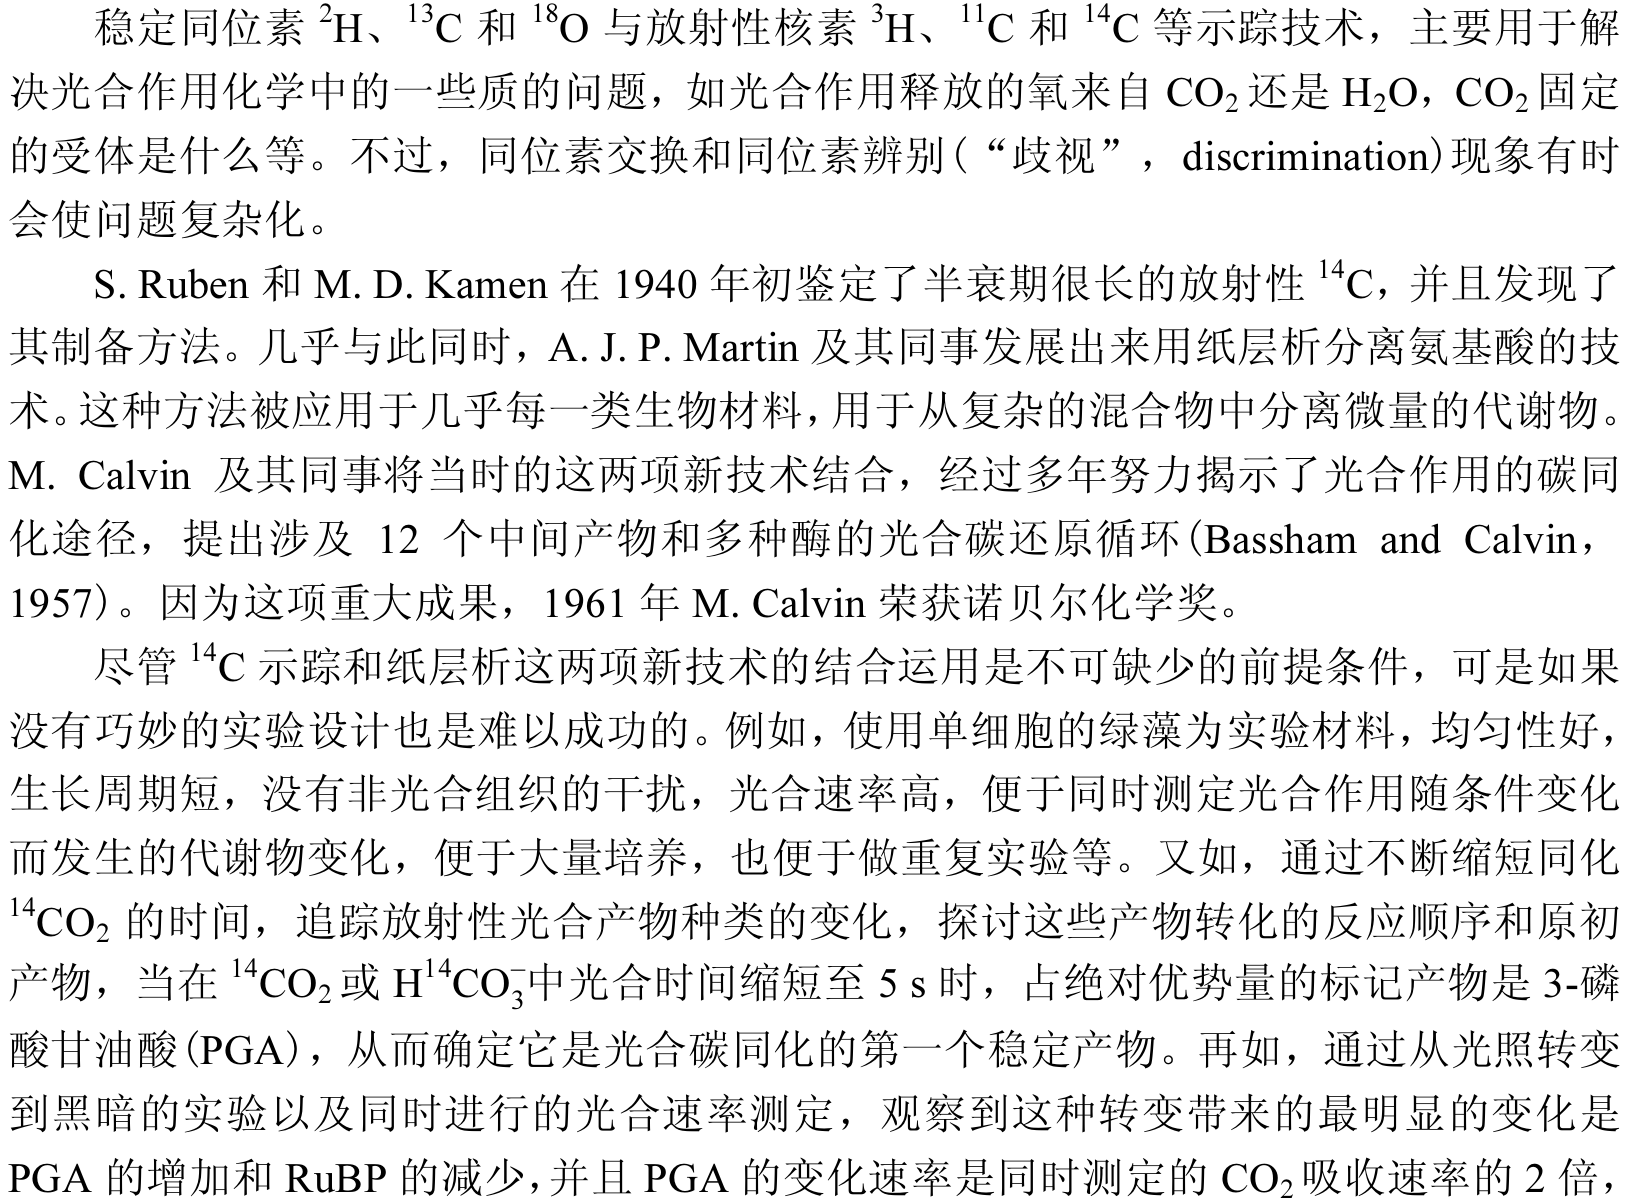 稳定同位素 ²H、¹³C 和 ¹⁸O 与放射性核素 ³H、¹¹C 和 ¹⁴C 等示踪技术，主要用于解
决光合作用化学中的一些质的问题，如光合作用释放的氧来自 CO₂还是 H₂O，CO₂固定
的受体是什么等。不过，同位素交换和同位素辨别(“歧视”，discrimination)现象有时
会使问题复杂化。
S. Ruben 和 M. D. Kamen 在 1940 年初鉴定了半衰期很长的放射性 ¹⁴C，并且发现了
其制备方法。几乎与此同时，A. J. P. Martin 及其同事发展出来用纸层析分离氨基酸的技
术。这种方法被应用于几乎每一类生物材料，用于从复杂的混合物中分离微量的代谢物。
M. Calvin 及其同事将当时的这两项新技术结合，经过多年努力揭示了光合作用的碳同
化途径，提出涉及 12 个中间产物和多种酶的光合碳还原循环(Bassham and Calvin，
1957)。因为这项重大成果，1961 年 M. Calvin 荣获诺贝尔化学奖。
尽管 ¹⁴C 示踪和纸层析这两项新技术的结合运用是不可缺少的前提条件，可是如果
没有巧妙的实验设计也是难以成功的。例如，使用单细胞的绿藻为实验材料，均匀性好，
生长周期短，没有非光合组织的干扰，光合速率高，便于同时测定光合作用随条件变化
而发生的代谢物变化，便于大量培养，也便于做重复实验等。又如，通过不断缩短同化
¹⁴CO₂ 的时间，追踪放射性光合产物种类的变化，探讨这些产物转化的反应顺序和原初
产物，当在 ¹⁴CO₂或 H¹⁴CO₃⁻中光合时间缩短至 5 s 时，占绝对优势量的标记产物是 3-磷
酸甘油酸(PGA)，从而确定它是光合碳同化的第一个稳定产物。再如，通过从光照转变
到黑暗的实验以及同时进行的光合速率测定，观察到这种转变带来的最明显的变化是
PGA 的增加和 RuBP 的减少，并且 PGA 的变化速率是同时测定的 CO₂吸收速率的 2 倍，